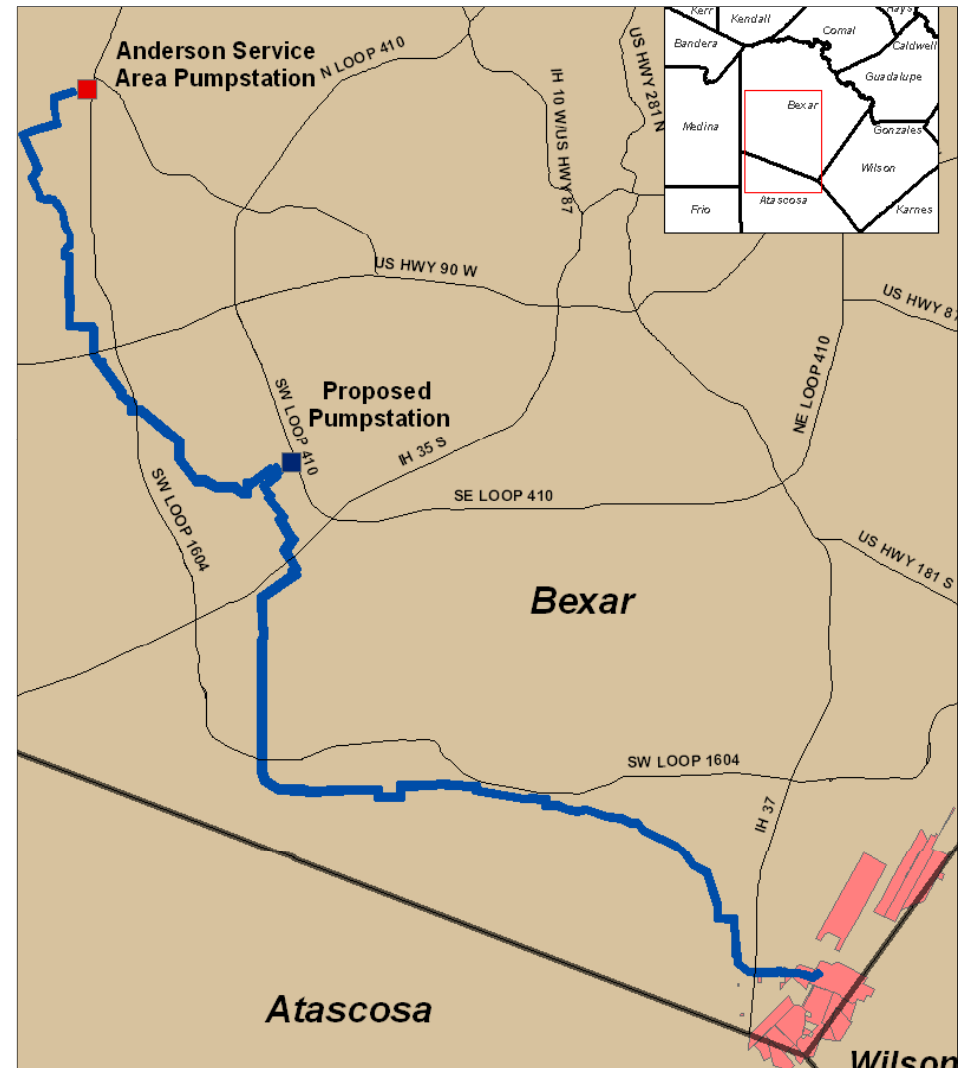 Anderson Service
Area Pumpstation
N LOOP 410
IH 10 W/US HWY 87
US HWY 281 N
Kerr
Kendall
Hays
Comal
Caldwell
Bandera
Guadalupe
Bexar
Medina
Gonzales
Wilson
Atascosa
Frio
Karnes
US HWY 90 W
US HWY 87
Proposed
Pumpstation
SW LOOP 410
IH 35 S
NE LOOP 410
SE LOOP 410
SW LOOP 1604
US HWY 181 S
Bexar
SW LOOP 1604
IH 37
Atascosa
Wilson